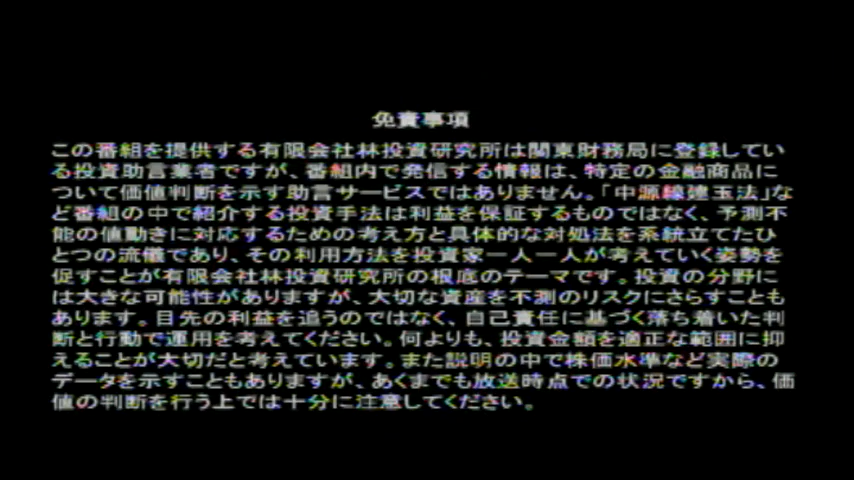 免責事項
この番組を提供する有限会社林投資研究所は関東財務局に登録してい
る投資助言業者ですが、番組内で発信する情報は、特定の金融商品に
ついて価値判断を示す助言サービスではありません。「中源線建玉法」な
ど番組の中で紹介する投資手法は利益を保証するものではなく、予測不
能の値動きに対応するための考え方と具体的な対処法を系統立てたひ
とつの流儀であり、その利用方法を投資家一人一人が考えていく姿勢を
促すことが有限会社林投資研究所の根底のテーマです。投資の分野に
は大きな可能性がありますが、大切な資産を不測のリスクにさらすことも
あります。目先の利益を追うのではなく、自己責任に基づく落ち着いた判
断と行動で運用を考えてください。何よりも、投資金額を適正な範囲に抑
えることが大切だと考えています。また説明の中で株価水準など実際の
データを示すこともありますが、あくまでも放送時点での状況ですから、価
値の判断を行う上では十分に注意してください。